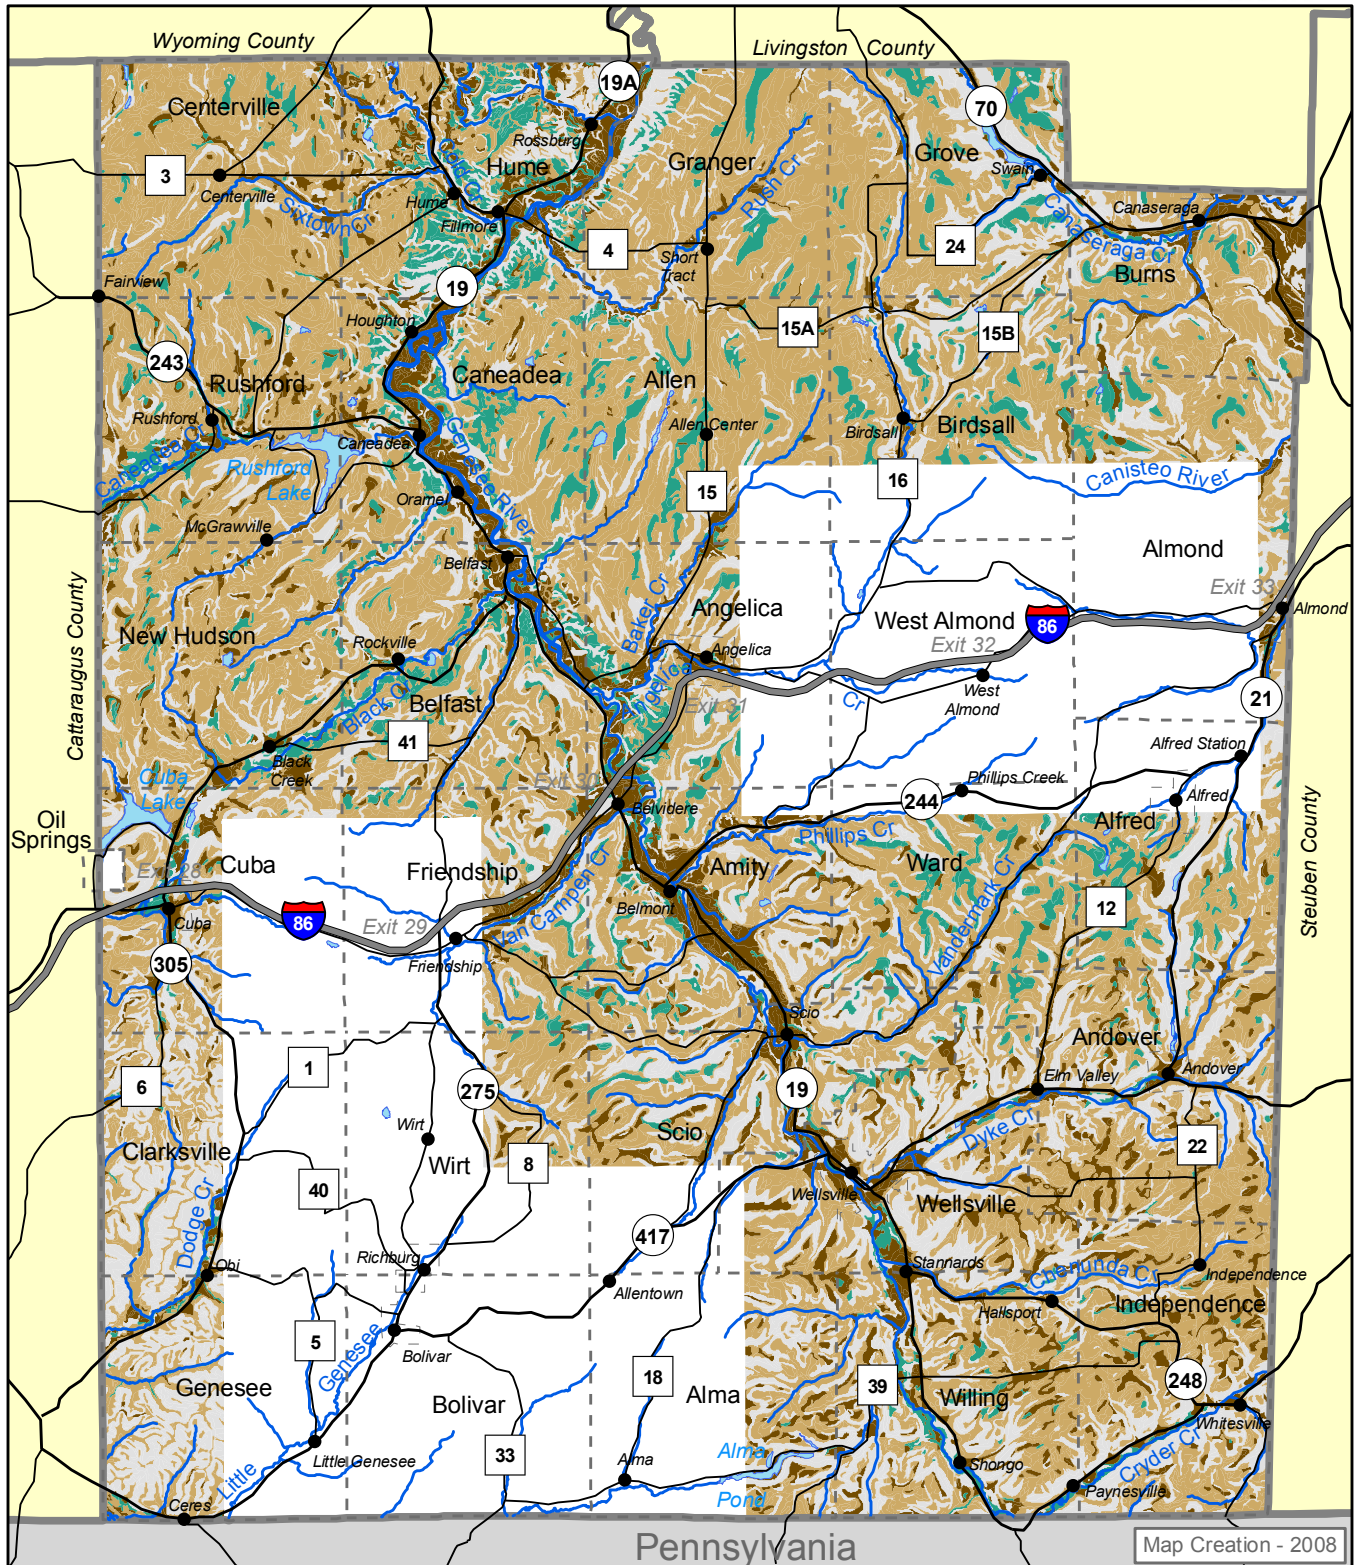 Wyoming County
Livingston County
19A
Centerville
70
Rossburg
Hume
Granger
Grove
3
Cold Cr
Swain
Centerville
Rush Cr
Hume
Sixtown Cr
Canaseraga
Fillmore
4
Short
Tract
24
Canaseraga Cr
Burns
Fairview
19
Houghton
15A
15B
243
Rushford
Caneadea
Allen
Rushford
Allen Center
Birdsall
Birdsall
Caneadea
Caneadea Cr
Genesee River
Rushford
Lake
Canisteo River
Oramel
15
16
McGrawville
Belfast
Almond
Cattaraugus County
Exit 33
Baker Cr
Angelica
Almond
New Hudson
West Almond
86
Rockville
Exit 32
Angelica
West
Almond
Black Cr
Belfast
Angelica
Cr
Exit 31
21
41
Black
Creek
Alfred Station
Cuba
Lake
Exit 30
Phillips Creek
Alfred
Belvidere
244
Oil
Springs
Phillips Cr
Alfred
Steuben County
Exit 28
Cuba
Friendship
Amity
Ward
Vandermark Cr
Belmont
12
Cuba
86
Exit 29
Van Campen Cr
Friendship
305
Scio
Andover
1
Elm Valley
Andover
6
275
19
Wirt
Scio
Dyke Cr
Clarksville
Wirt
8
22
40
Wellsville
Wellsville
Dodge Cr
417
Richburg
Obi
Stannards
Chenunda Cr
Independence
Allentown
Hallsport
Independence
5
Bolivar
Genesee
18
39
248
Genesee
Bolivar
Alma
Willing
Whitesville
33
Little Genesee
Alma
Alma
Shongo
Cryder Cr
Little
Ceres
Pond
Paynesville
Pennsylvania
Map Creation - 2008